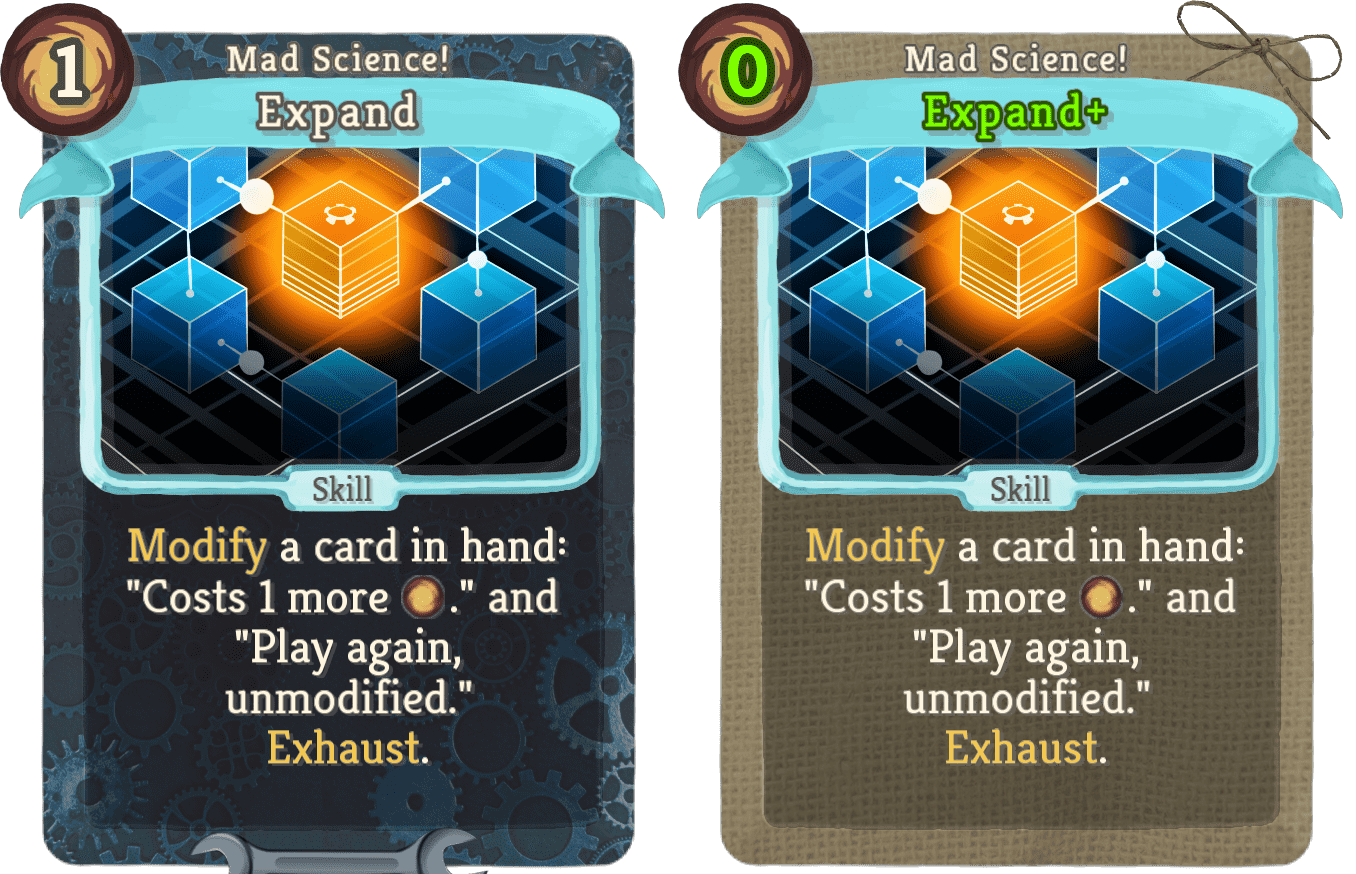 1
Mad Science!
Expand
Skill
Modify a card in hand:
"Costs 1 more ." and
"Play again,
unmodified."
Exhaust.
0
Mad Science!
Expand+
Skill
Modify a card in hand:
"Costs 1 more ." and
"Play again,
unmodified."
Exhaust.